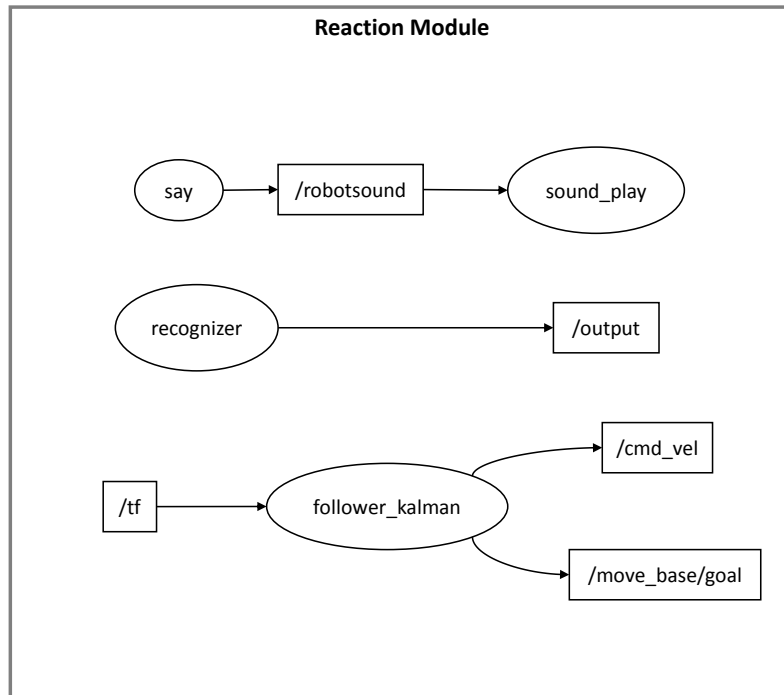 Reaction Module
say
/robotsound
sound_play
recognizer
/output
/cmd_vel
/tf
follower_kalman
/move_base/goal